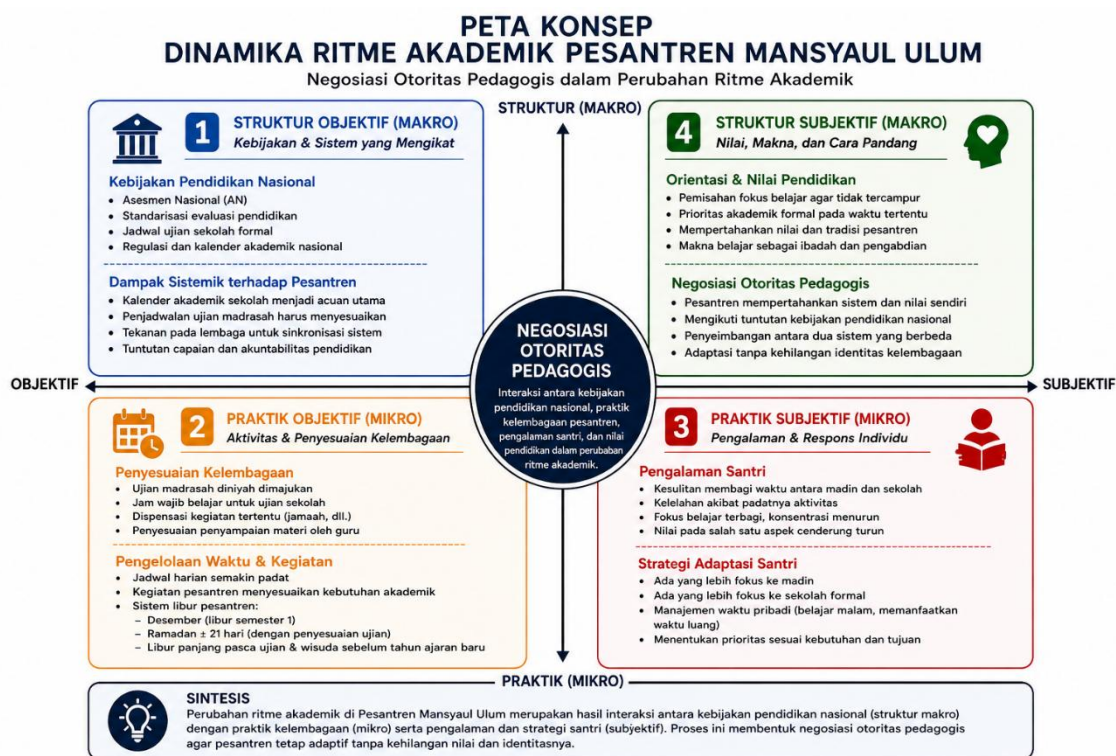 PETA KONSEP
DINAMIKA RITME AKADEMIK PESANTREN MANSYAUL ULUM
Negosiasi Otoritas Pedagogis dalam Perubahan Ritme Akademik
STRUKTUR (MAKRO)
1
STRUKTUR OBJEKTIF (MAKRO)
Kebijakan & Sistem yang Mengikat
Kebijakan Pendidikan Nasional
• Asesmen Nasional (AN)
• Standarisasi evaluasi pendidikan
• Jadwal ujian sekolah formal
• Regulasi dan kalender akademik nasional
Dampak Sistemik terhadap Pesantren
• Kalender akademik sekolah menjadi acuan utama
• Penjadwalan ujian madrasah harus menyesuaikan
• Tekanan pada lembaga untuk sinkronisasi sistem
• Tuntutan capaian dan akuntabilitas pendidikan
4
STRUKTUR SUBJEKTIF (MAKRO)
Nilai, Makna, dan Cara Pandang
Orientasi & Nilai Pendidikan
• Pemisahan fokus belajar agar tidak tercampur
• Prioritas akademik formal pada waktu tertentu
• Mempertahankan nilai dan tradisi pesantren
• Makna belajar sebagai ibadah dan pengabdian
Negosiasi Otoritas Pedagogis
• Pesantren mempertahankan sistem dan nilai sendiri
• Mengikuti tuntutan kebijakan pendidikan nasional
• Penyeimbangan antara dua sistem yang berbeda
• Adaptasi tanpa kehilangan identitas kelembagaan
OBJEKTIF
NEGOSIASI
OTORITAS
PEDAGOGIS
Interaksi antara kebijakan
pendidikan nasional, praktik
kelembagaan pesantren,
pengalaman santri, dan nilai
pendidikan dalam perubahan
ritme akademik.
SUBJEKTIF
2
PRAKTIK OBJEKTIF (MIKRO)
Aktivitas & Penyesuaian Kelembagaan
Penyesuaian Kelembagaan
• Ujian madrasah diniyah dimajukan
• Jam wajib belajar untuk ujian sekolah
• Dispensasi kegiatan tertentu (jamaah, dll.)
• Penyesuaian penyampaian materi oleh guru
Pengelolaan Waktu & Kegiatan
• Jadwal harian semakin padat
• Kegiatan pesantren menyesuaikan kebutuhan akademik
• Sistem libur pesantren:
– Desember (libur semester 1)
– Ramadan ± 21 hari (dengan penyesuaian ujian)
– Libur panjang pasca ujian & wisuda sebelum tahun ajaran baru
3
PRAKTIK SUBJEKTIF (MIKRO)
Pengalaman & Respons Individu
Pengalaman Santri
• Kesulitan membagi waktu antara madin dan sekolah
• Kelelahan akibat padatnya aktivitas
• Fokus belajar terbagi, konsentrasi menurun
• Nilai pada salah satu aspek cenderung turun
Strategi Adaptasi Santri
• Ada yang lebih fokus ke madin
• Ada yang lebih fokus ke sekolah formal
• Manajemen waktu pribadi (belajar malam, memanfaatkan
waktu luang)
• Menentukan prioritas sesuai kebutuhan dan tujuan
PRAKTIK (MIKRO)
SINTESIS
Perubahan ritme akademik di Pesantren Mansyaul Ulum merupakan hasil interaksi antara kebijakan pendidikan nasional (struktur makro)
dengan praktik kelembagaan (mikro) serta pengalaman dan strategi santri (subjektif). Proses ini membentuk negosiasi otoritas pedagogis
agar pesantren tetap adaptif tanpa kehilangan nilai dan identitasnya.